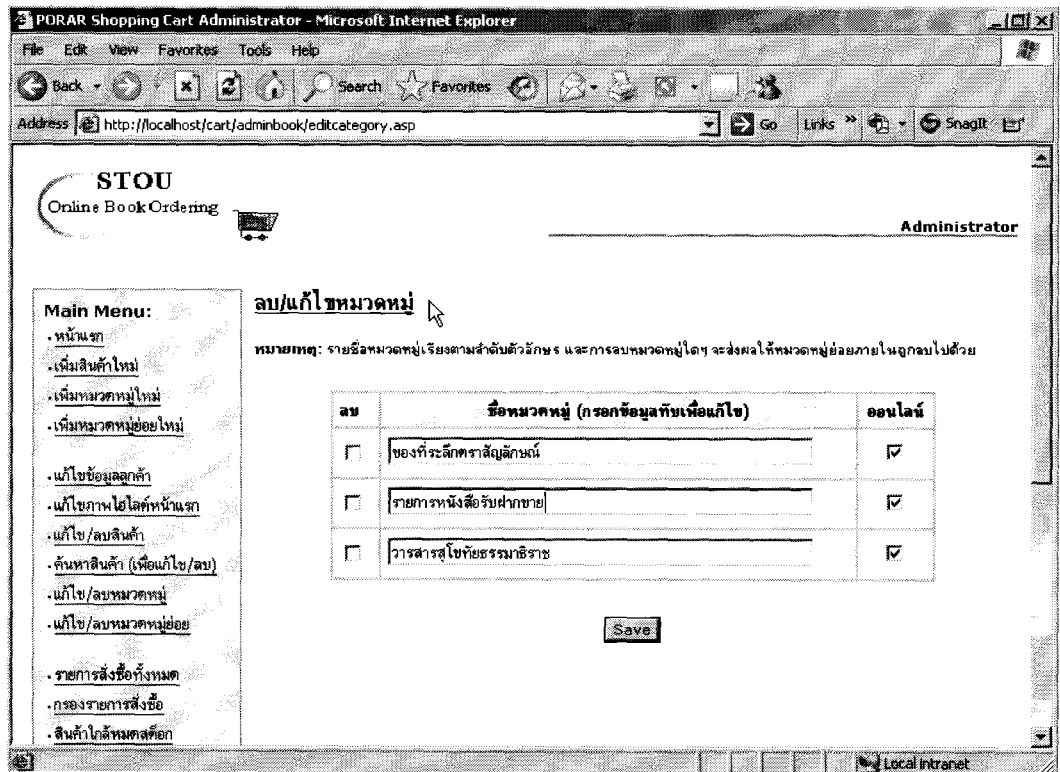 PORAR Shopping Cart Administrator - Microsoft Internet Explorer
File Edit View Favorites Tools Help
Back Search Favorites
Address http://localhost/cart/adminbook/editcategory.asp Go Links » SnagIt
STOU
Online Book Ordering
Administrator
Main Menu:
หน้าแรก
เพิ่มสินค้าใหม่
เพิ่มหมวดหมู่ใหม่
เพิ่มหมวดหมู่ย่อยใหม่
แก้ไขข้อมูลลูกค้า
แก้ไขภาพไฮไลต์หน้าแรก
แก้ไข/ลบสินค้า
ค้นหาสินค้า (เพื่อแก้ไข/ลบ)
แก้ไข/ลบหมวดหมู่
แก้ไข/ลบหมวดหมู่ย่อย
รายการสั่งซื้อทั้งหมด
กรองรายการสั่งซื้อ
สินค้าใกล้หมดสต็อก
ลบ/แก้ไขหมวดหมู่
หมายเหตุ: รายชื่อหมวดหมู่เรียงตามลำดับตัวอักษร และการลบหมวดหมู่ใดๆ จะส่งผลให้หมวดหมู่ย่อยภายในถูกลบไปด้วย
ลบ ชื่อหมวดหมู่ (กรอกข้อมูลทับเพื่อแก้ไข) ออนไลน์
ของที่ระลึกตราสัญลักษณ์
รายการหนังสือรับฝากขาย
วารสารสุโขทัยธรรมาธิราช
Save
Local intranet